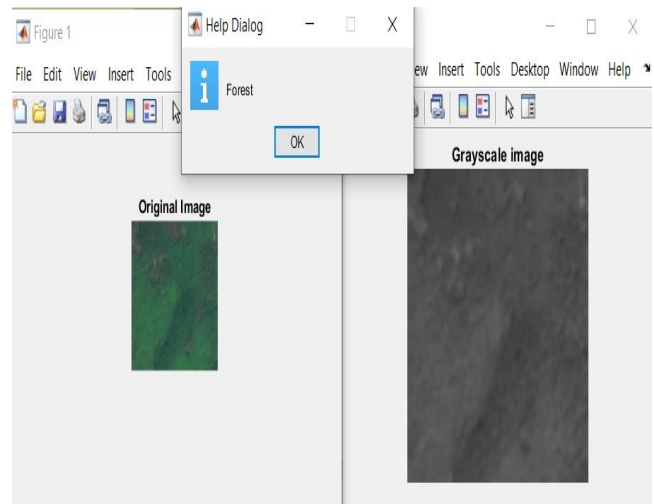 Figure 1
File Edit View Insert Tools
Help Dialog
Forest
OK
ew Insert Tools Desktop Window Help
Original Image
Grayscale image